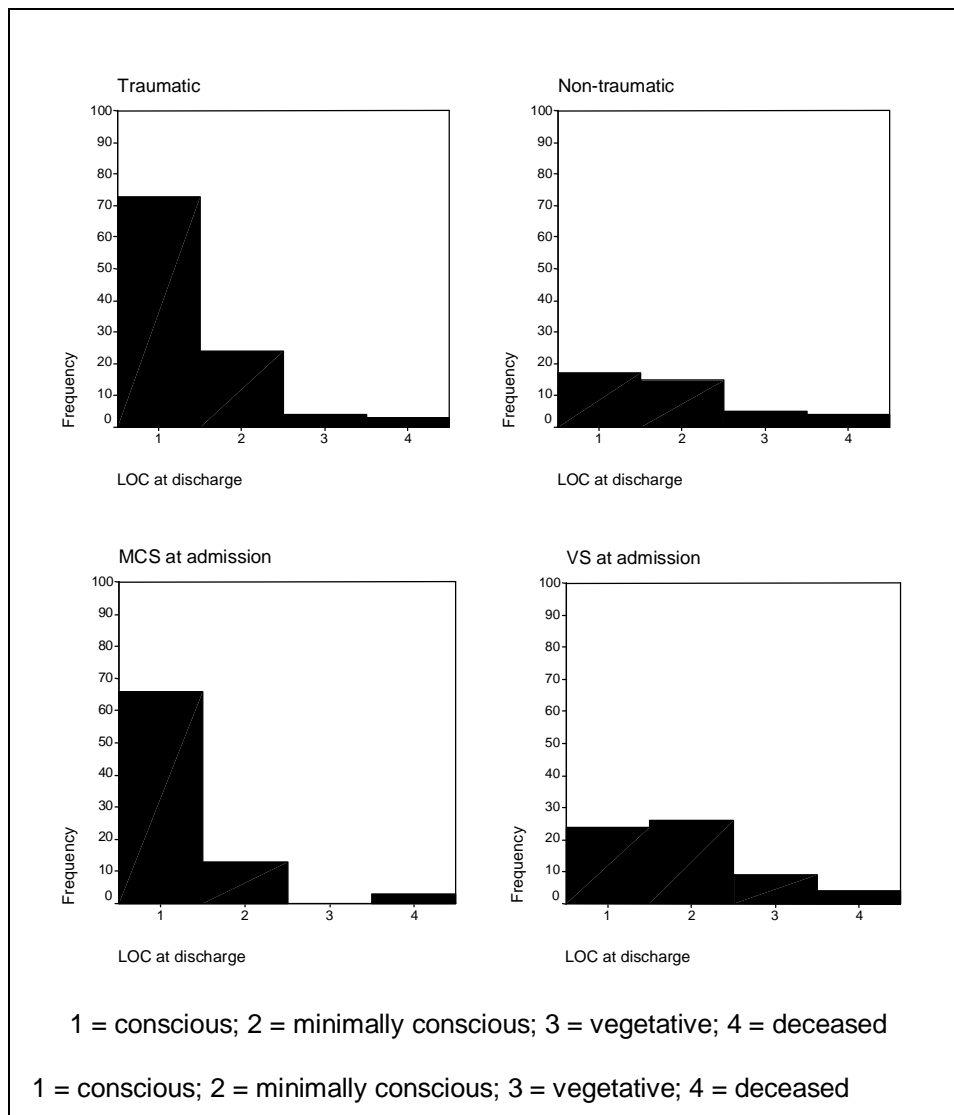 Traumatic
Non-traumatic
100
90
80
70
60
50
40
30
20
10
0
Frequency
1 2 3 4
LOC at discharge
100
90
80
70
60
50
40
30
20
10
0
Frequency
1 2 3 4
LOC at discharge
MCS at admission
VS at admission
100
90
80
70
60
50
40
30
20
10
0
Frequency
1 2 3 4
LOC at discharge
100
90
80
70
60
50
40
30
20
10
0
Frequency
1 2 3 4
LOC at discharge
1 = conscious; 2 = minimally conscious; 3 = vegetative; 4 = deceased
1 = conscious; 2 = minimally conscious; 3 = vegetative; 4 = deceased